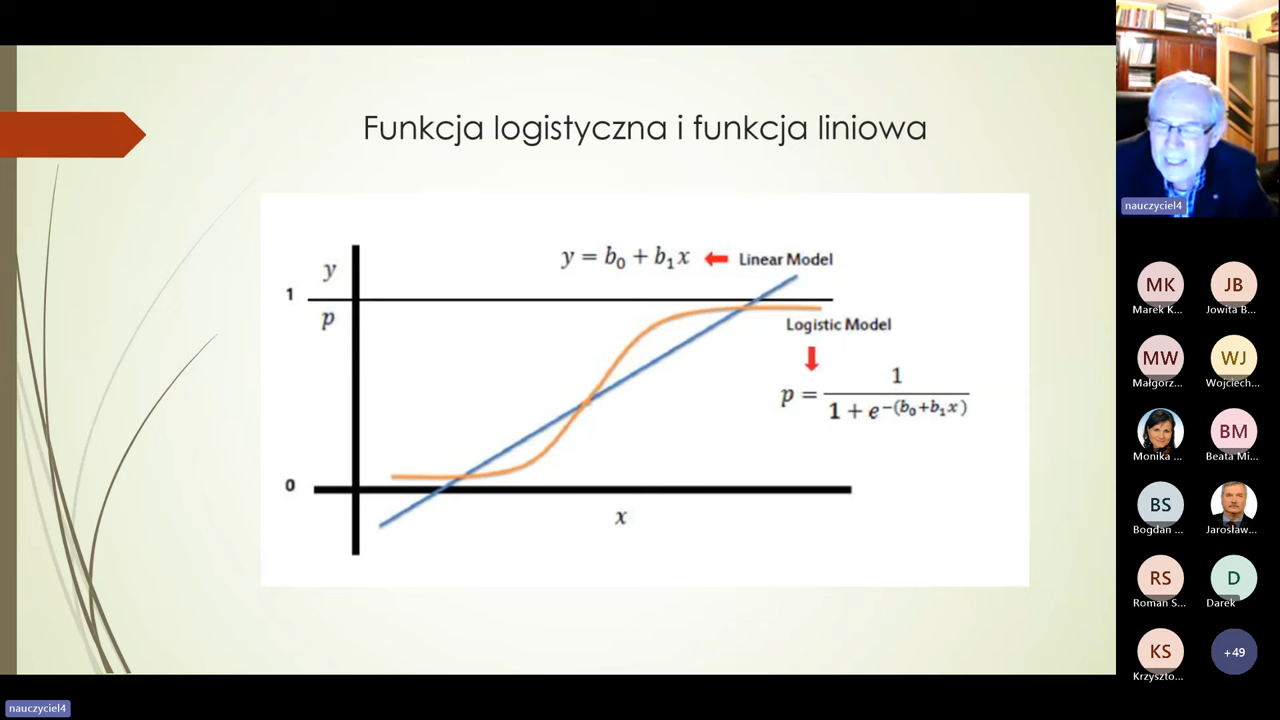 Funkcja logistyczna i funkcja liniowa
y = b₀ + b₁x
Linear Model
y
1
p
Logistic Model
p = 1 / (1 + e^−(b₀+b₁x))
0
x
nauczyciel4
MK
Marek K...
JB
Jowita B...
MW
Małgorz...
WJ
Wojciech...
Monika ...
BM
Beata Mi...
BS
Bogdan ...
Jarosław...
RS
Roman S...
D
Darek
KS
Krzyszto...
+49
nauczyciel4